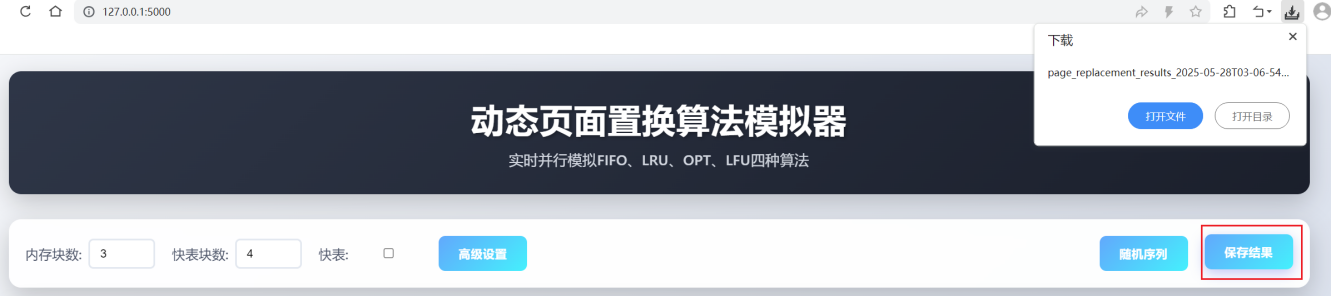 127.0.0.1:5000
下载
page_replacement_results_2025-05-28T03-06-54...
打开文件
打开目录
动态页面置换算法模拟器
实时并行模拟FIFO、LRU、OPT、LFU四种算法
内存块数: 3 快表块数: 4 快表: 高级设置 随机序列 保存结果